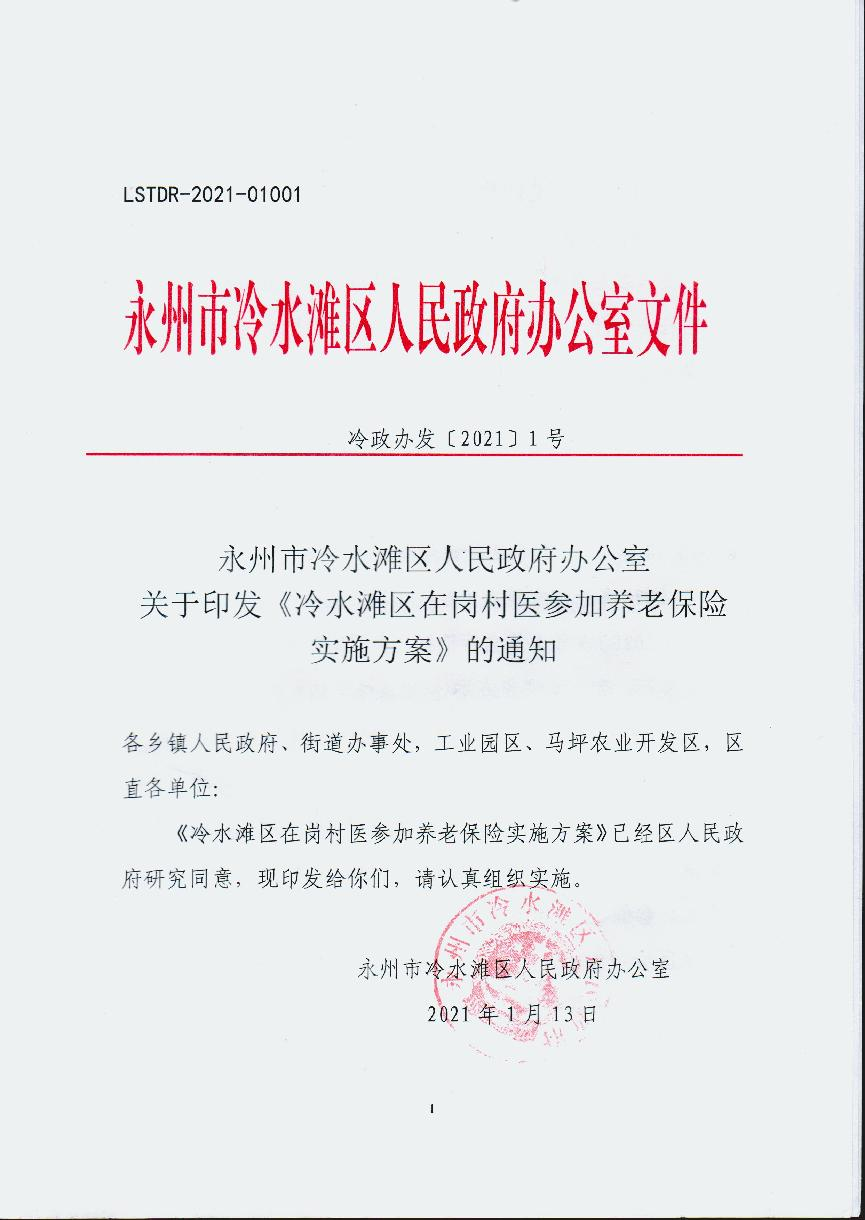 LSTDR-2021-01001
永州市冷水滩区人民政府办公室文件
冷政办发〔2021〕1号
永州市冷水滩区人民政府办公室
关于印发《冷水滩区在岗村医参加养老保险
实施方案》的通知
各乡镇人民政府、街道办事处，工业园区、马坪农业开发区，区
直各单位：
《冷水滩区在岗村医参加养老保险实施方案》已经区人民政
府研究同意，现印发给你们，请认真组织实施。
永州市冷水滩区
永州市冷水滩区人民政府办公室
2021年1月13日
1